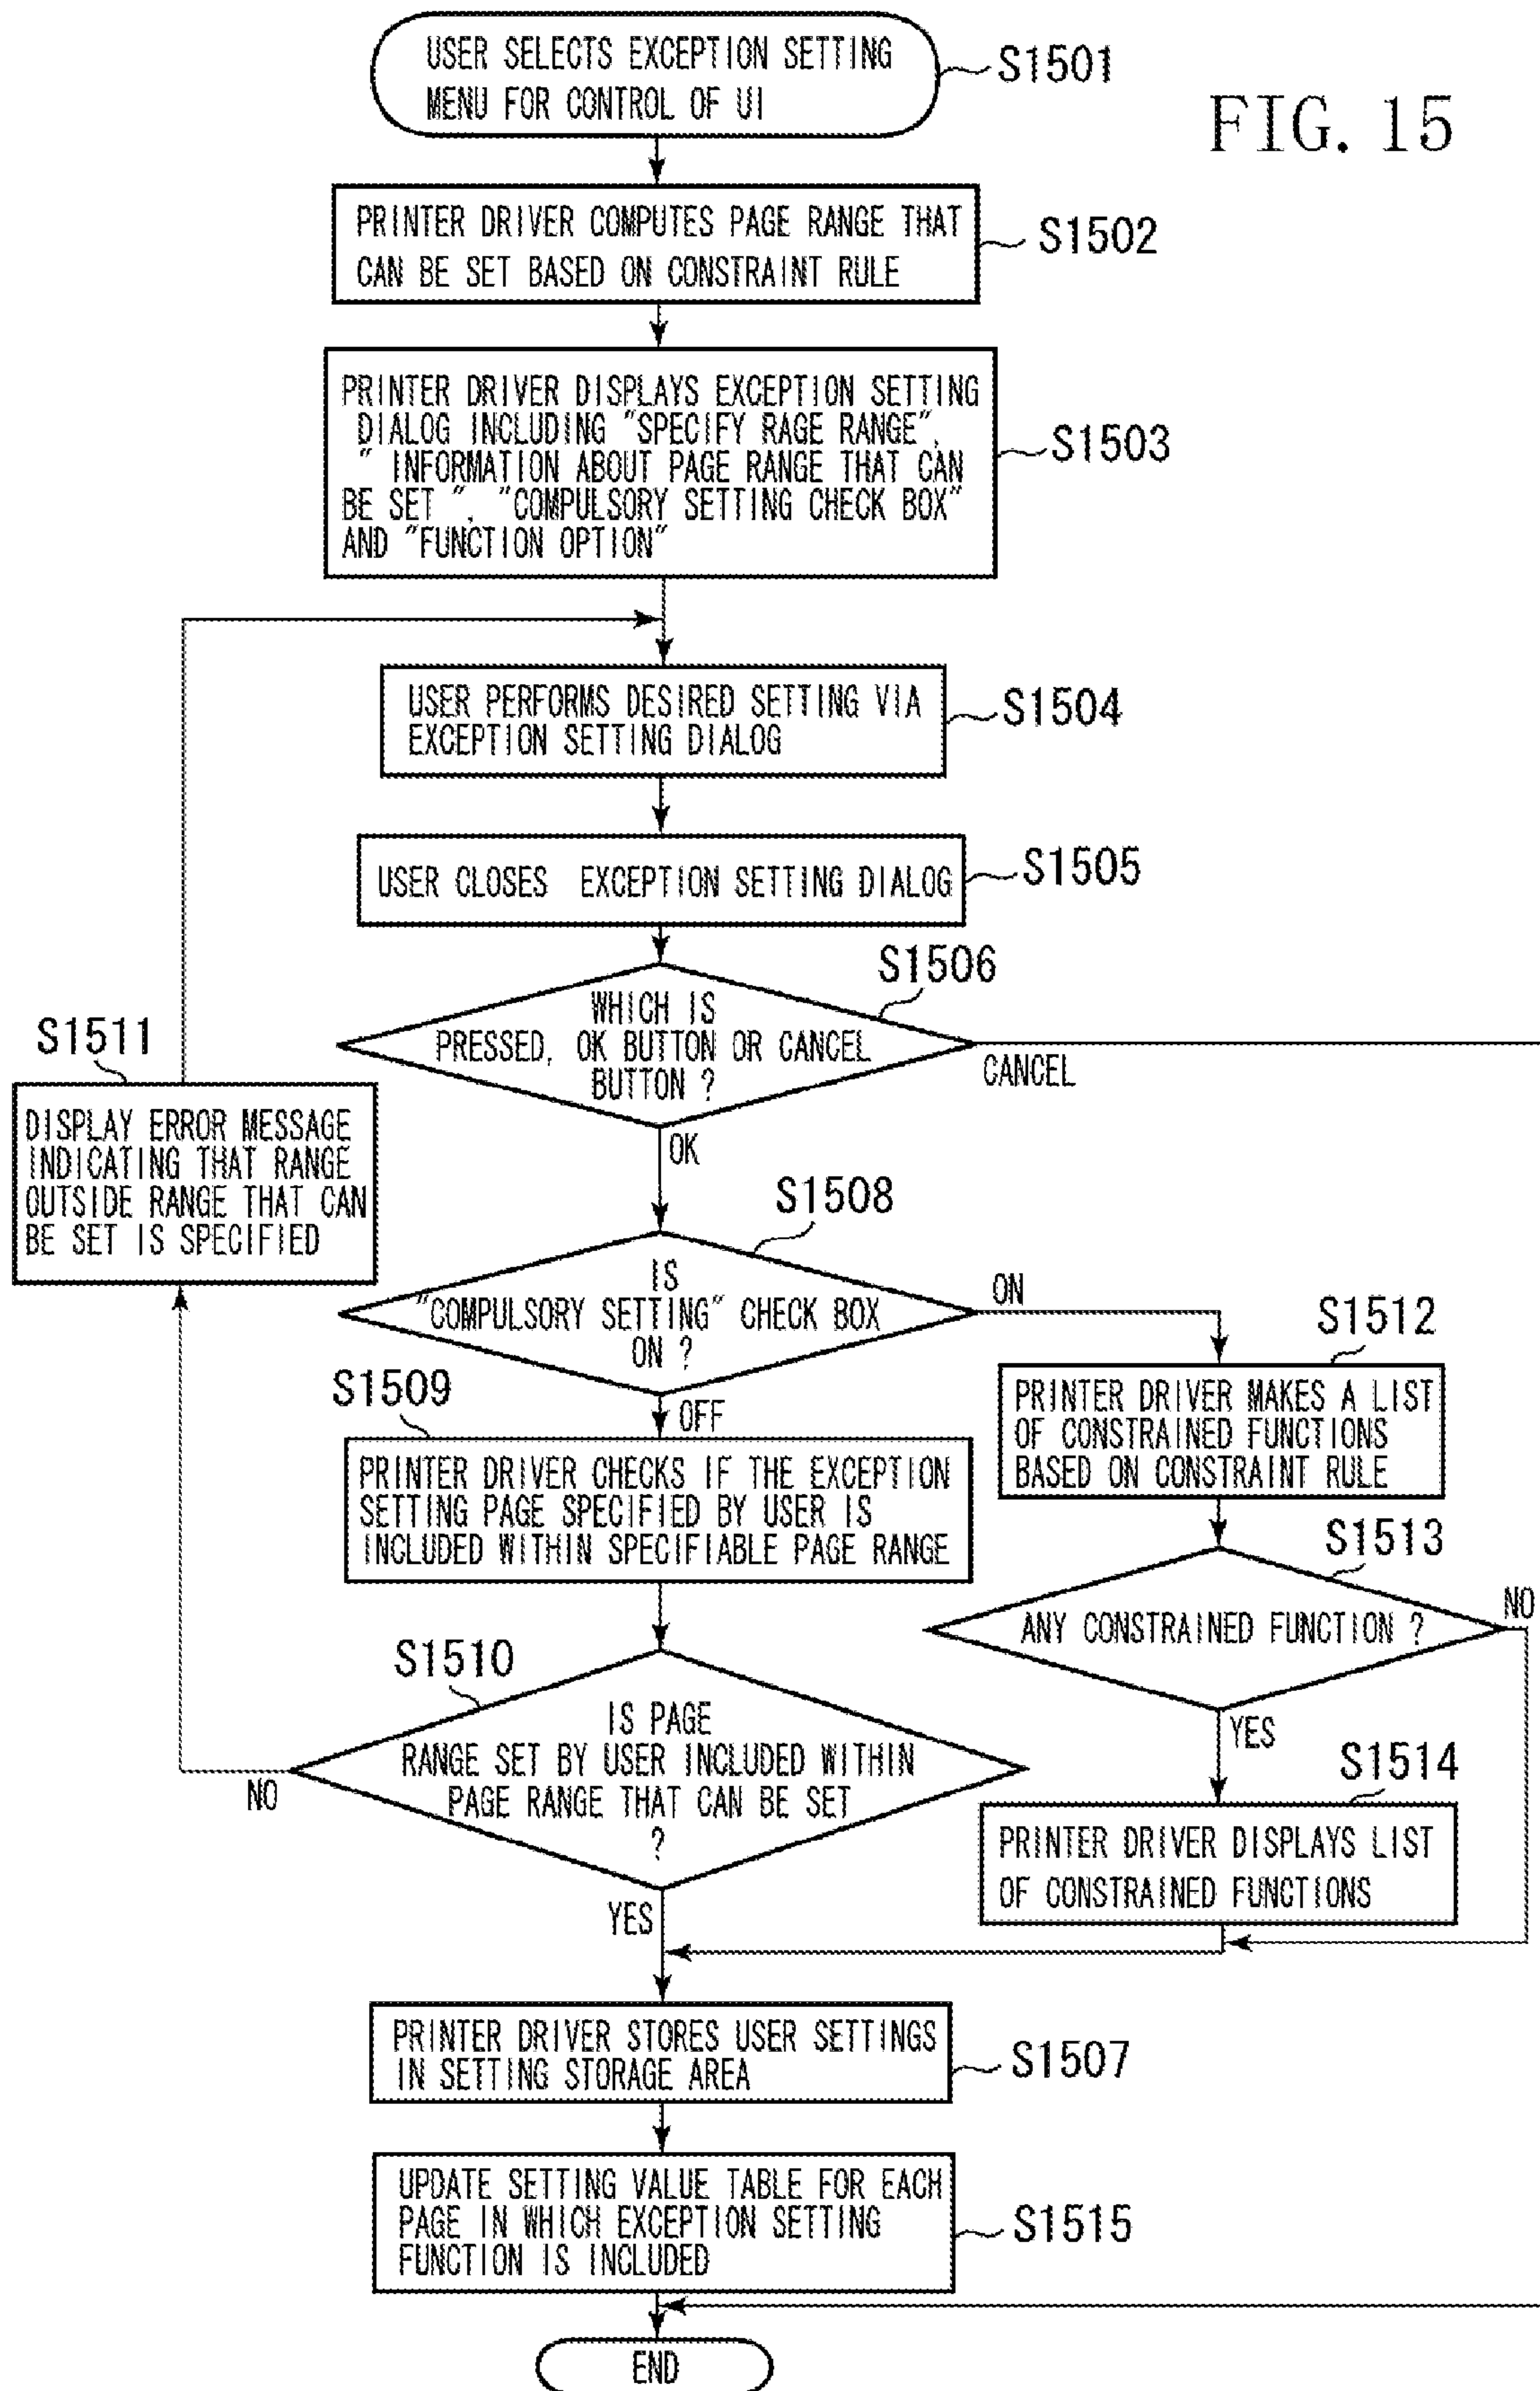 USER SELECTS EXCEPTION SETTING
MENU FOR CONTROL OF UI
S1501
FIG. 15
PRINTER DRIVER COMPUTES PAGE RANGE THAT
CAN BE SET BASED ON CONSTRAINT RULE
S1502
PRINTER DRIVER DISPLAYS EXCEPTION SETTING
DIALOG INCLUDING "SPECIFY RAGE RANGE",
" INFORMATION ABOUT PAGE RANGE THAT CAN
BE SET ", "COMPULSORY SETTING CHECK BOX"
AND "FUNCTION OPTION"
S1503
USER PERFORMS DESIRED SETTING VIA
EXCEPTION SETTING DIALOG
S1504
USER CLOSES EXCEPTION SETTING DIALOG
S1505
S1506
WHICH IS
PRESSED, OK BUTTON OR CANCEL
BUTTON ?
CANCEL
OK
S1511
DISPLAY ERROR MESSAGE
INDICATING THAT RANGE
OUTSIDE RANGE THAT CAN
BE SET IS SPECIFIED
S1508
IS
"COMPULSORY SETTING" CHECK BOX
ON ?
ON
OFF
S1512
PRINTER DRIVER MAKES A LIST
OF CONSTRAINED FUNCTIONS
BASED ON CONSTRAINT RULE
S1509
PRINTER DRIVER CHECKS IF THE EXCEPTION
SETTING PAGE SPECIFIED BY USER IS
INCLUDED WITHIN SPECIFIABLE PAGE RANGE
S1513
ANY CONSTRAINED FUNCTION ?
NO
YES
S1510
IS PAGE
RANGE SET BY USER INCLUDED WITHIN
PAGE RANGE THAT CAN BE SET
?
NO
YES
S1514
PRINTER DRIVER DISPLAYS LIST
OF CONSTRAINED FUNCTIONS
PRINTER DRIVER STORES USER SETTINGS
IN SETTING STORAGE AREA
S1507
UPDATE SETTING VALUE TABLE FOR EACH
PAGE IN WHICH EXCEPTION SETTING
FUNCTION IS INCLUDED
S1515
END